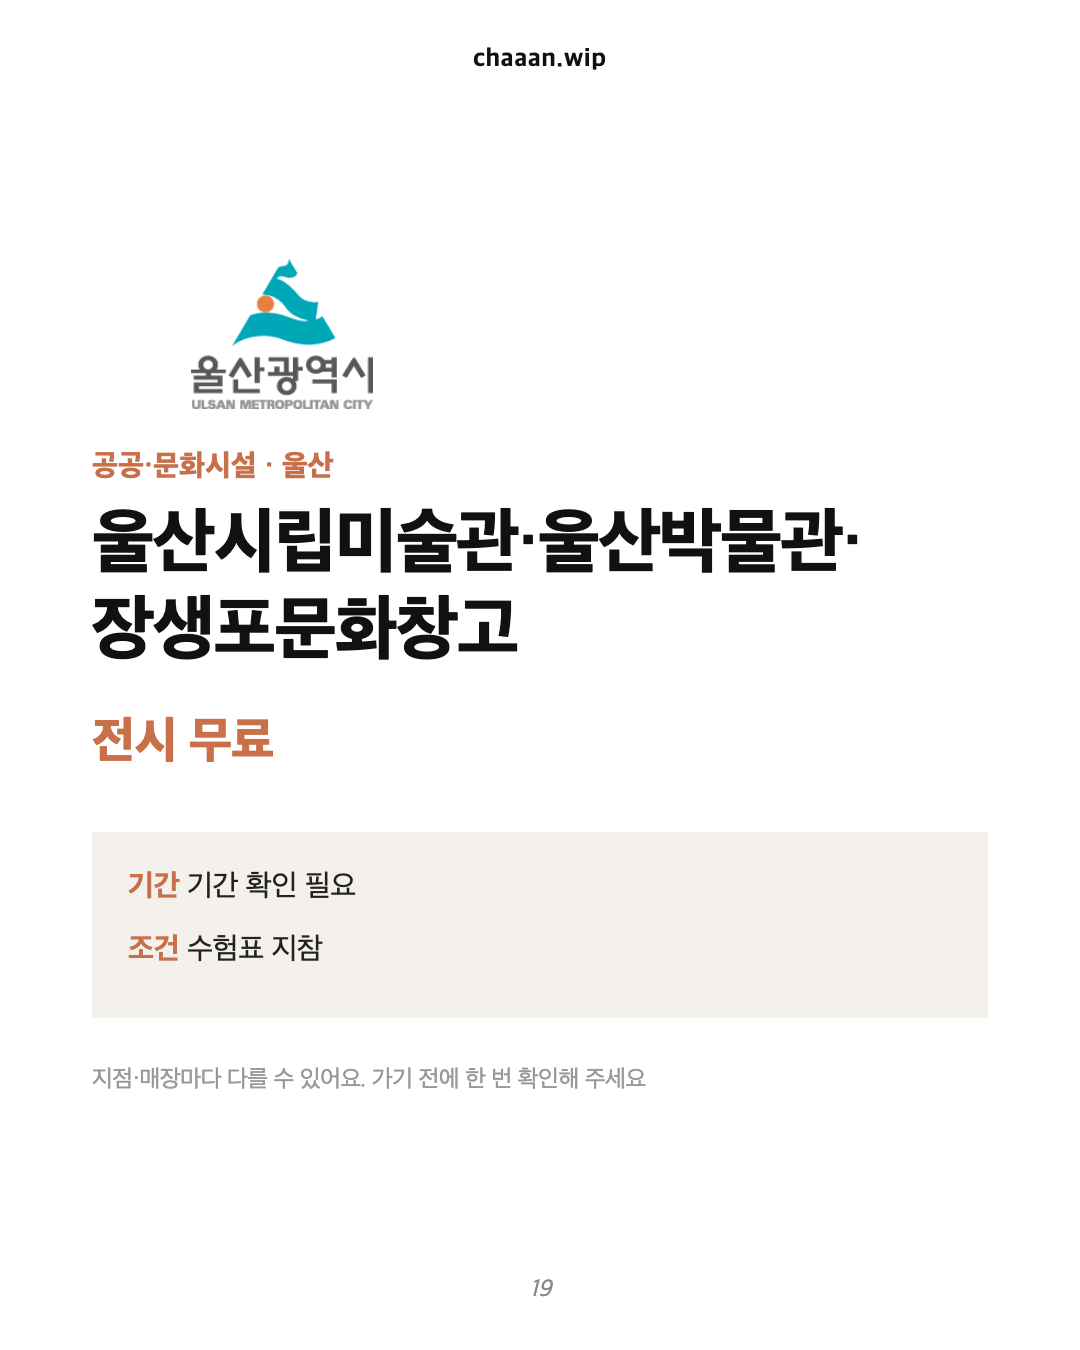 chaaan.wip
울산광역시
ULSAN METROPOLITAN CITY
공공·문화시설 · 울산
울산시립미술관·울산박물관·
장생포문화창고
전시 무료
기간 기간 확인 필요
조건 수험표 지참
지점·매장마다 다를 수 있어요. 가기 전에 한 번 확인해 주세요
19